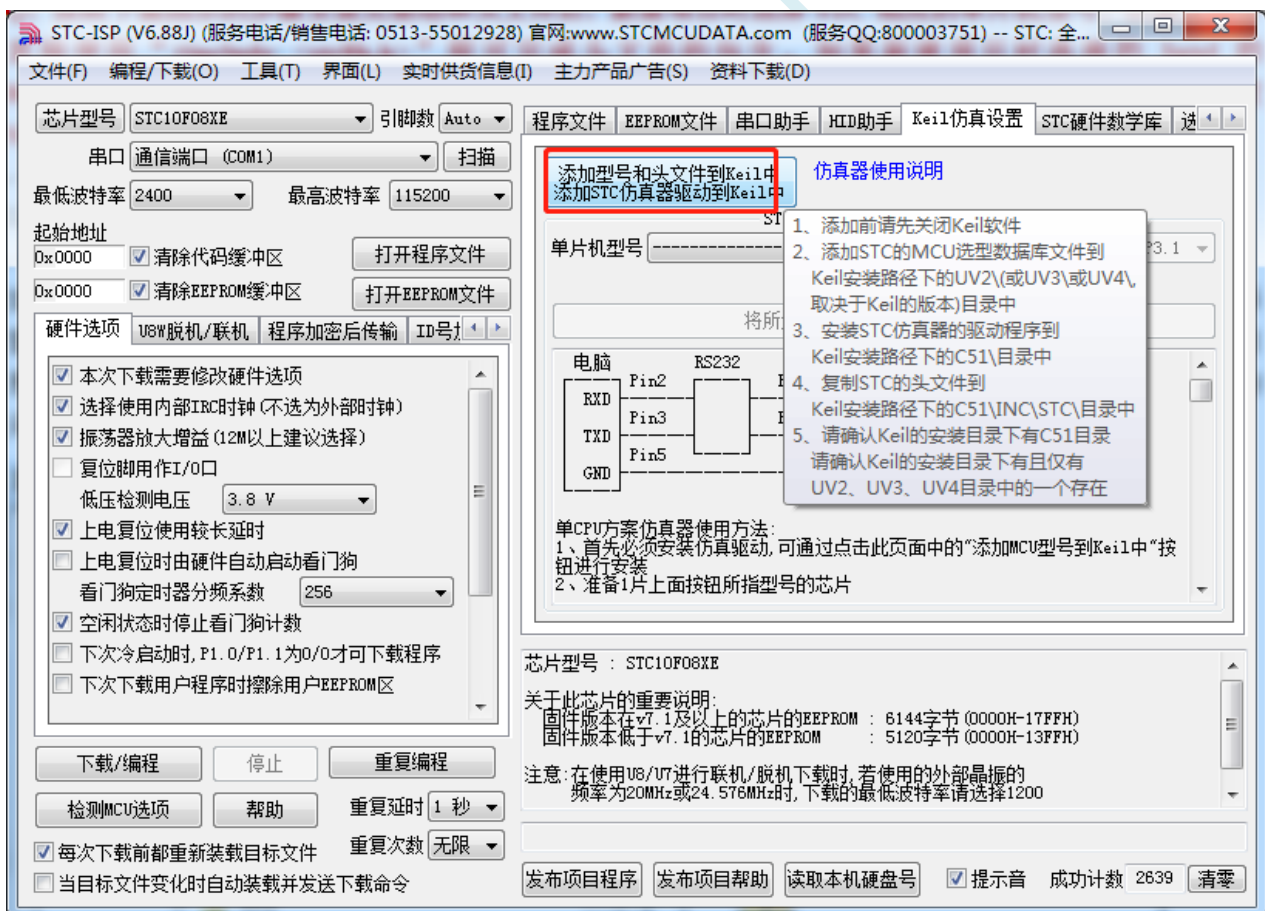 STC-ISP (V6.88J) (服务电话/销售电话: 0513-55012928) 官网:www.STCMCUDATA.com (服务QQ:800003751) -- STC: 全...
文件(F) 编程/下载(O) 工具(T) 界面(L) 实时供货信息(I) 主力产品广告(S) 资料下载(D)
芯片型号 STC10F08XE 引脚数 Auto
串口 通信端口 (COM1) 扫描
最低波特率 2400 最高波特率 115200
起始地址
0x0000 清除代码缓冲区 打开程序文件
0x0000 清除EEPROM缓冲区 打开EEPROM文件
硬件选项 U8W脱机/联机 程序加密后传输 ID号
本次下载需要修改硬件选项
选择使用内部IRC时钟(不选为外部时钟)
振荡器放大增益(12M以上建议选择)
复位脚用作I/O口
低压检测电压 3.8 V
上电复位使用较长延时
上电复位时由硬件自动启动看门狗
看门狗定时器分频系数 256
空闲状态时停止看门狗计数
下次冷启动时,P1.0/P1.1为0/0才可下载程序
下次下载用户程序时擦除用户EEPROM区
下载/编程 停止 重复编程
检测MCU选项 帮助 重复延时 1 秒
每次下载前都重新装载目标文件 重复次数 无限
当目标文件变化时自动装载并发送下载命令
程序文件 EEPROM文件 串口助手 HID助手 Keil仿真设置 STC硬件数学库
添加型号和头文件到Keil中
添加STC仿真器驱动到Keil中
仿真器使用说明
ST
单片机型号 3.1
将所
1、添加前请先关闭Keil软件
2、添加STC的MCU选型数据库文件到
Keil安装路径下的UV2\(或UV3\或UV4\,
取决于Keil的版本)目录中
3、安装STC仿真器的驱动程序到
Keil安装路径下的C51\目录中
4、复制STC的头文件到
Keil安装路径下的C51\INC\STC\目录中
5、请确认Keil的安装目录下有C51目录
请确认Keil的安装目录下有且仅有
UV2、UV3、UV4目录中的一个存在
电脑 RS232
Pin2
RXD
Pin3
TXD
Pin5
GND
单CPU方案仿真器使用方法:
1、首先必须安装仿真驱动,可通过点击此页面中的“添加MCU型号到Keil中“按
钮进行安装
2、准备1片上面按钮所指型号的芯片
芯片型号 : STC10F08XE
关于此芯片的重要说明:
固件版本在v7.1及以上的芯片的EEPROM : 6144字节(0000H-17FFH)
固件版本低于v7.1的芯片的EEPROM : 5120字节(0000H-13FFH)
注意:在使用U8/U7进行联机/脱机下载时,若使用的外部晶振的
频率为20MHz或24.576MHz时,下载的最低波特率请选择1200
发布项目程序 发布项目帮助 读取本机硬盘号 提示音 成功计数 2639 清零